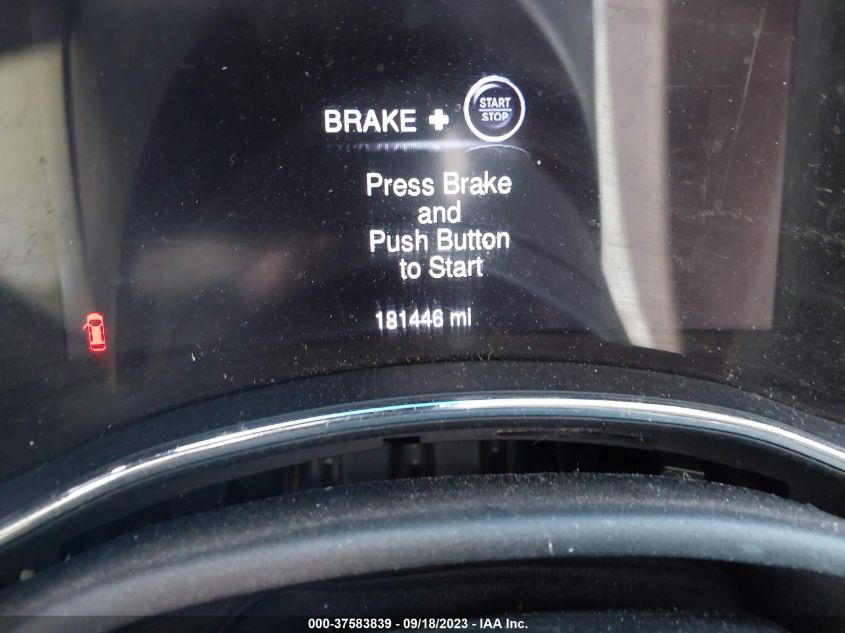 BRAKE + START
STOP
Press Brake
and
Push Button
to Start
181446 mi
000-37583839 - 09/18/2023 - IAA Inc.